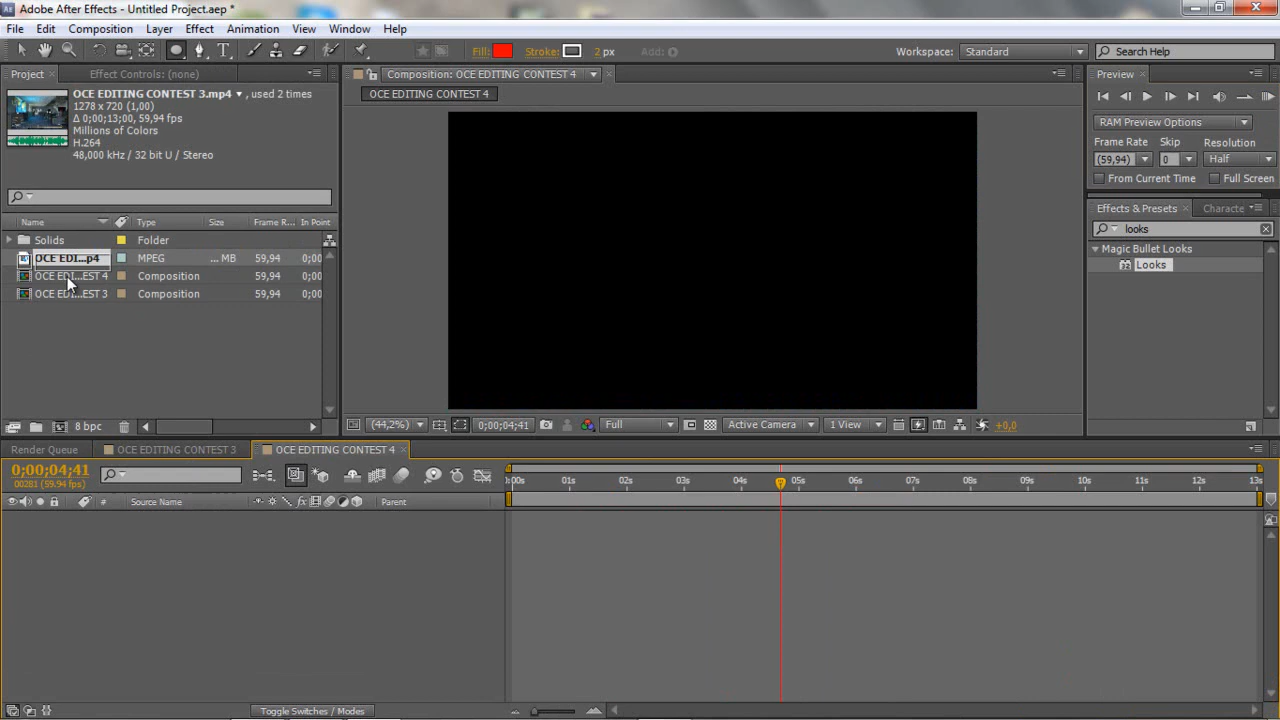 Adobe After Effects - Untitled Project.aep *
File Edit Composition Layer Effect Animation View Window Help
Fill: Stroke: 2 px Add: Workspace: Standard Search Help
Project Effect Controls: (none)
OCE EDITING CONTEST 3.mp4 , used 2 times
1278 x 720 (1,00)
Δ 0;00;13;00, 59,94 fps
Millions of Colors
H.264
48,000 kHz / 32 bit U / Stereo
Name Type Size Frame R... In Point
Solids Folder
OCE EDI...p4 MPEG ... MB 59,94 0;00
OCE EDI...EST 4 Composition 59,94 0;00
OCE EDI...EST 3 Composition 59,94 0;00
8 bpc
Composition: OCE EDITING CONTEST 4
OCE EDITING CONTEST 4
(44,2%) 0;00;04;41 Full Active Camera 1 View +0,0
Preview
RAM Preview Options
Frame Rate Skip Resolution
(59,94) 0 Half
From Current Time Full Screen
Effects & Presets Characte
looks
Magic Bullet Looks
Looks
Render Queue OCE EDITING CONTEST 3 OCE EDITING CONTEST 4
0;00;04;41
00281 (59.94 fps)
0:00s 01s 02s 03s 04s 05s 06s 07s 08s 09s 10s 11s 12s 13s
# Source Name Parent
Toggle Switches / Modes